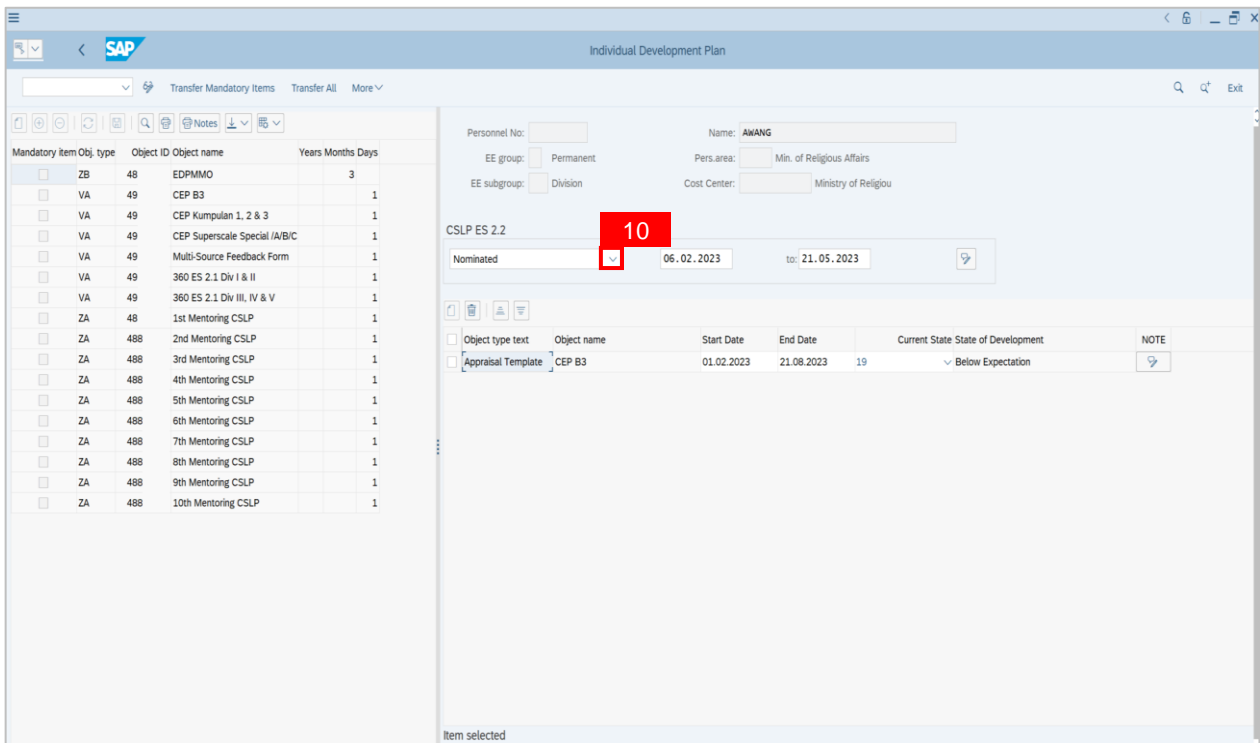 SAP
Individual Development Plan
Transfer Mandatory Items Transfer All More
Exit
Notes
Mandatory item Obj. type Object ID Object name Years Months Days
ZB 48 EDPMMO 3
VA 49 CEP B3 1
VA 49 CEP Kumpulan 1, 2 & 3 1
VA 49 CEP Superscale Special /A/B/C 1
VA 49 Multi-Source Feedback Form 1
VA 49 360 ES 2.1 Div I & II 1
VA 49 360 ES 2.1 Div III, IV & V 1
ZA 48 1st Mentoring CSLP 1
ZA 488 2nd Mentoring CSLP 1
ZA 488 3rd Mentoring CSLP 1
ZA 488 4th Mentoring CSLP 1
ZA 488 5th Mentoring CSLP 1
ZA 488 6th Mentoring CSLP 1
ZA 488 7th Mentoring CSLP 1
ZA 488 8th Mentoring CSLP 1
ZA 488 9th Mentoring CSLP 1
ZA 488 10th Mentoring CSLP 1
Personnel No: Name: AWANG
EE group: Permanent Pers.area: Min. of Religious Affairs
EE subgroup: Division Cost Center: Ministry of Religiou
CSLP ES 2.2
10
Nominated 06.02.2023 to: 21.05.2023
Object type text Object name Start Date End Date Current State State of Development NOTE
Appraisal Template CEP B3 01.02.2023 21.08.2023 19 Below Expectation
Item selected